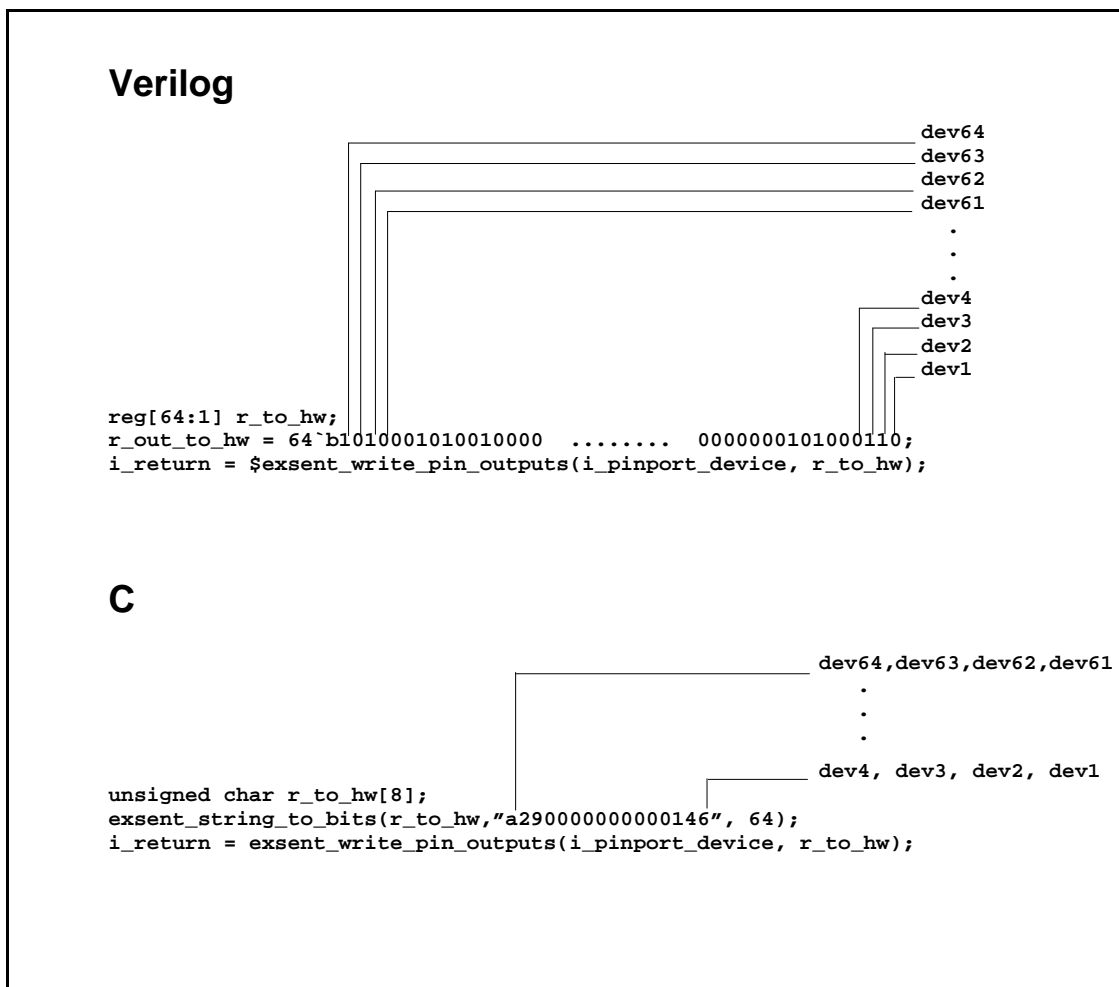 Verilog
dev64
dev63
dev62
dev61
.
.
.
dev4
dev3
dev2
dev1
reg[64:1] r_to_hw;
r_out_to_hw = 64`b1010001010010000 ........ 0000000101000110;
i_return = $exsent_write_pin_outputs(i_pinport_device, r_to_hw);
C
dev64,dev63,dev62,dev61
.
.
.
dev4, dev3, dev2, dev1
unsigned char r_to_hw[8];
exsent_string_to_bits(r_to_hw,”a290000000000146”, 64);
i_return = exsent_write_pin_outputs(i_pinport_device, r_to_hw);